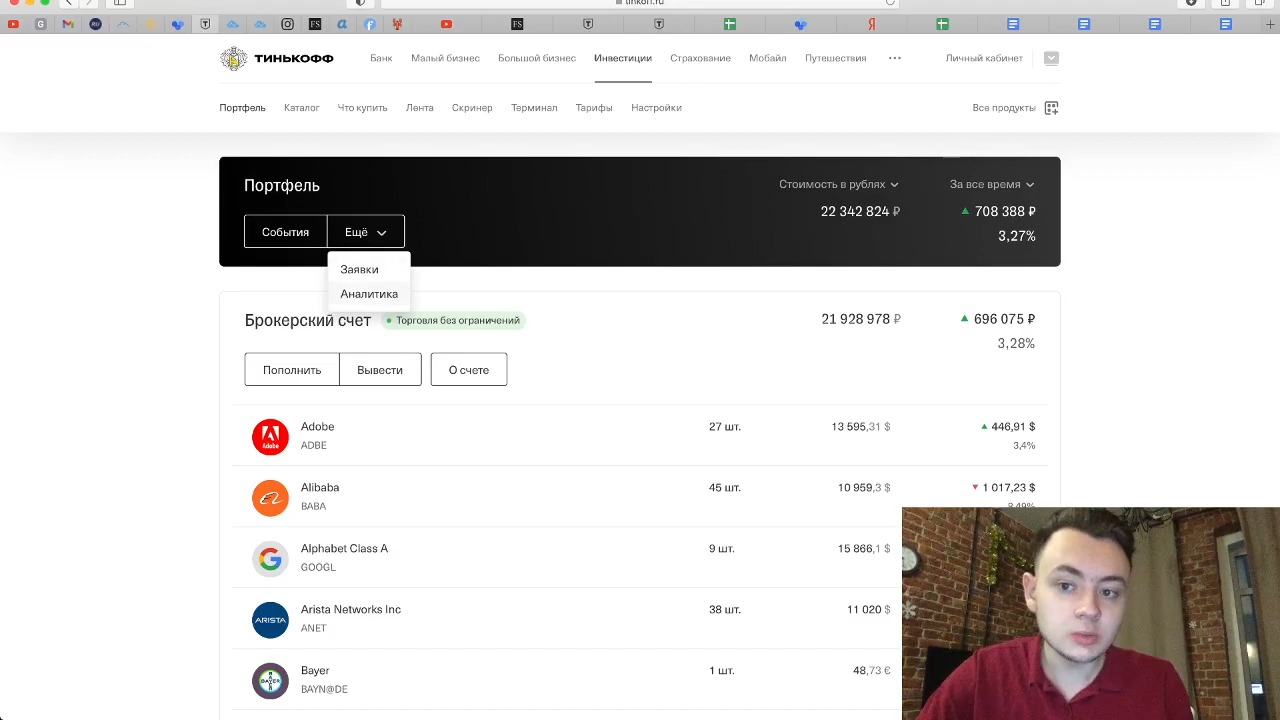 tinkoff.ru
ТИНЬКОФФ Банк Малый бизнес Большой бизнес Инвестиции Страхование Мобайл Путешествия Личный кабинет
Портфель Каталог Что купить Лента Скринер Терминал Тарифы Настройки Все продукты
Портфель Стоимость в рублях За все время
22 342 824 ₽ 708 388 ₽
События Ещё 3,27%
Заявки
Аналитика
Брокерский счет Торговля без ограничений 21 928 978 ₽ 696 075 ₽
3,28%
Пополнить Вывести О счете
Adobe 27 шт. 13 595,31 $ 446,91 $
ADBE 3,4%
Alibaba 45 шт. 10 959,3 $ 1 017,23 $
BABA 8,49%
Alphabet Class A 9 шт. 15 866,1 $
GOOGL
Arista Networks Inc 38 шт. 11 020 $
ARISTA
ANET
Bayer 1 шт. 48,73 €
BAYN@DE